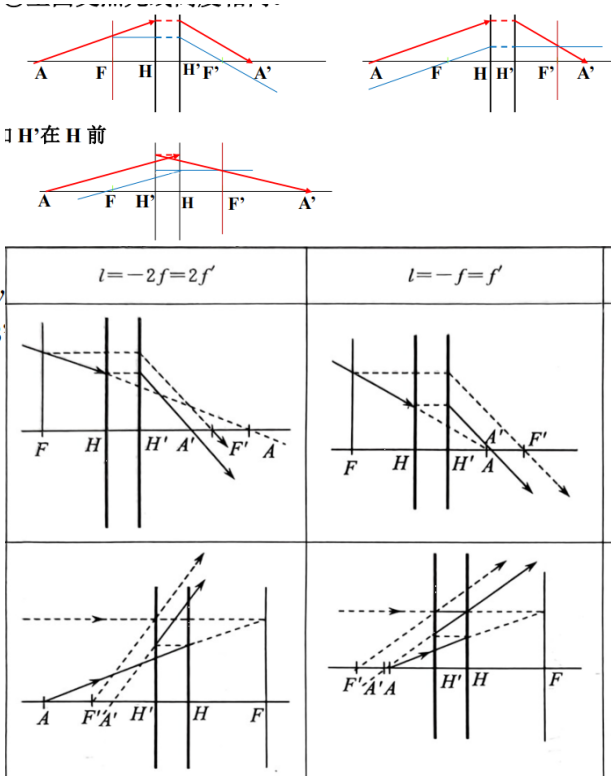 A F H H' F' A'
A F H H' F' A'
H'在 H 前
A F H' H F' A'
l=−2f=2f′
l=−f=f′
F H H′ A′ F′ A
F H H′ A′ A F′
A F′ A′ H′ H F
F′ A′ A H′ H F